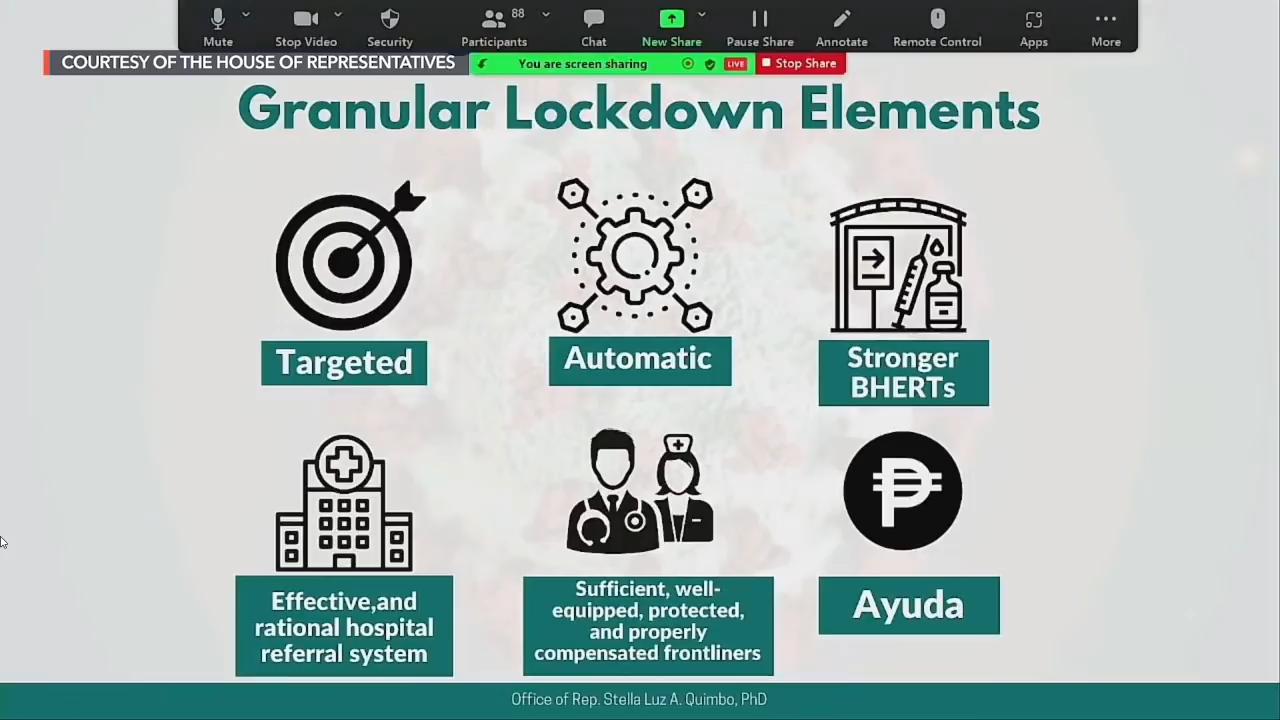 88
Mute
Stop Video
Security
Participants
Chat
New Share
Pause Share
Annotate
Remote Control
Apps
More
COURTESY OF THE HOUSE OF REPRESENTATIVES
You are screen sharing
LIVE
Stop Share
Granular Lockdown Elements
Targeted
Automatic
Stronger
BHERTs
Effective,and
rational hospital
referral system
Sufficient, well-
equipped, protected,
and properly
compensated frontliners
₱
Ayuda
Office of Rep. Stella Luz A. Quimbo, PhD